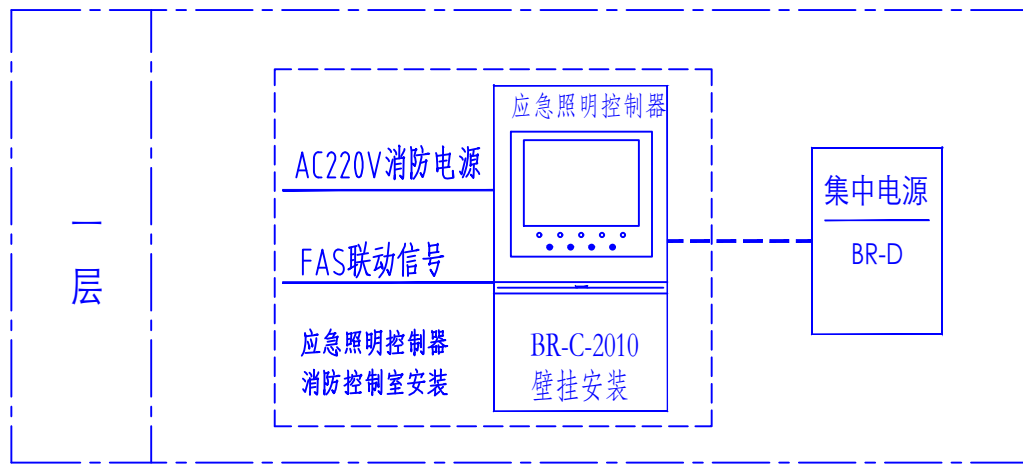 一层
应急照明控制器
AC220V消防电源
FAS联动信号
应急照明控制器
消防控制室安装
BR-C-2010
壁挂安装
集中电源
BR-D